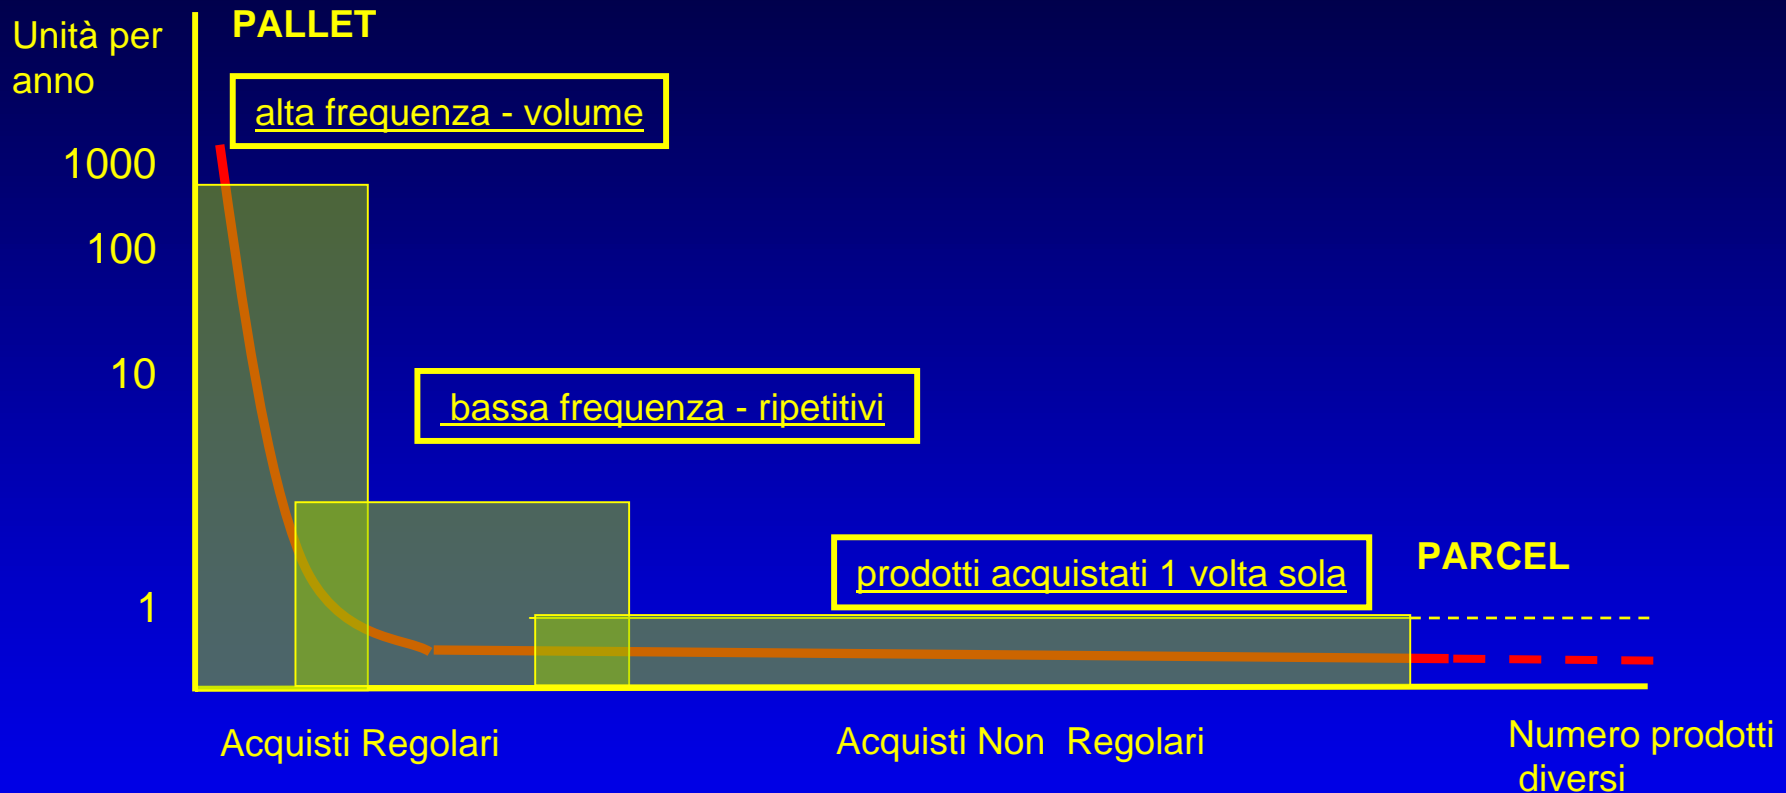 Unità per
anno
PALLET
alta frequenza - volume
1000
100
10
bassa frequenza - ripetitivi
prodotti acquistati 1 volta sola
PARCEL
1
Acquisti Regolari
Acquisti Non Regolari
Numero prodotti
diversi